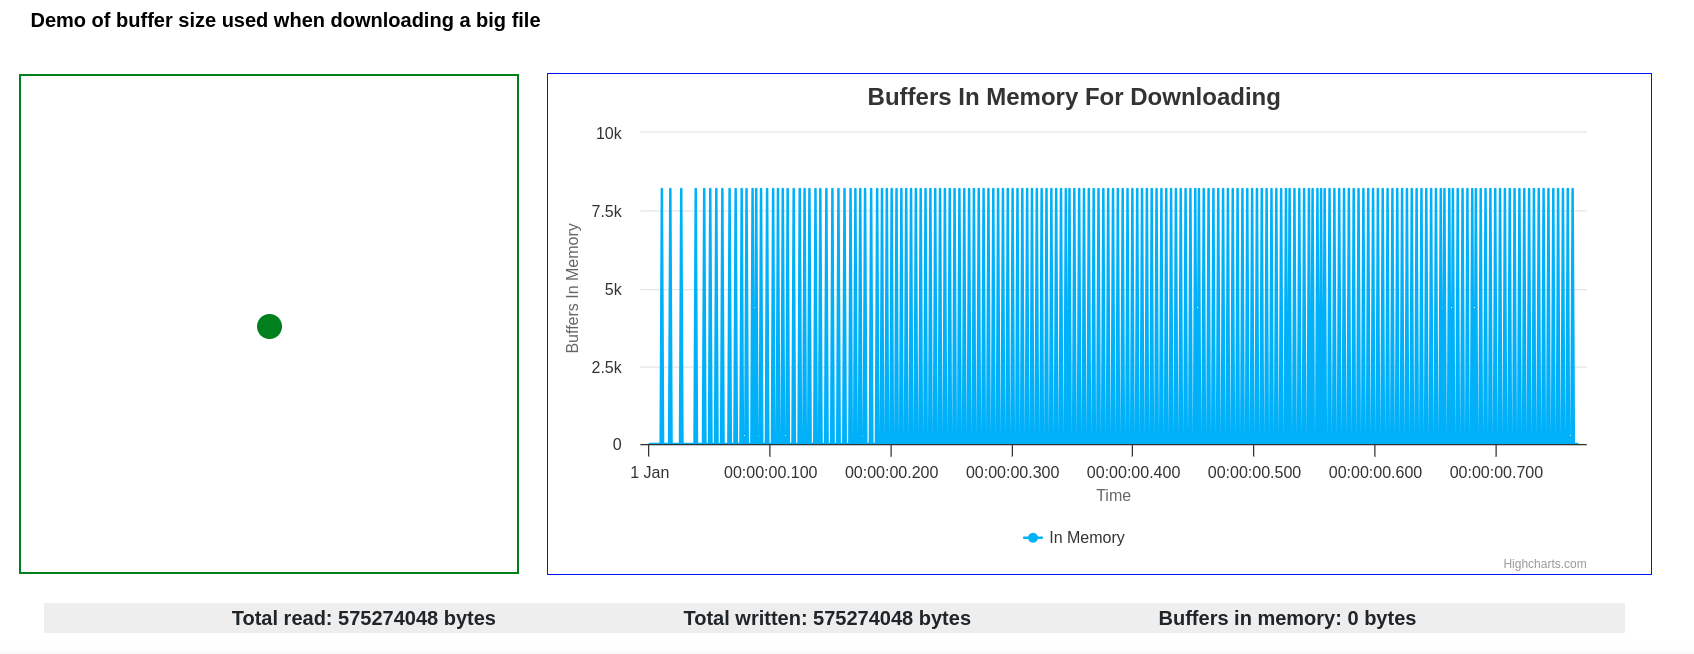 Demo of buffer size used when downloading a big file
Buffers In Memory For Downloading
10k
7.5k
5k
2.5k
0
Buffers In Memory
1 Jan 00:00:00.100 00:00:00.200 00:00:00.300 00:00:00.400 00:00:00.500 00:00:00.600 00:00:00.700
Time
In Memory
Highcharts.com
Total read: 575274048 bytes Total written: 575274048 bytes Buffers in memory: 0 bytes